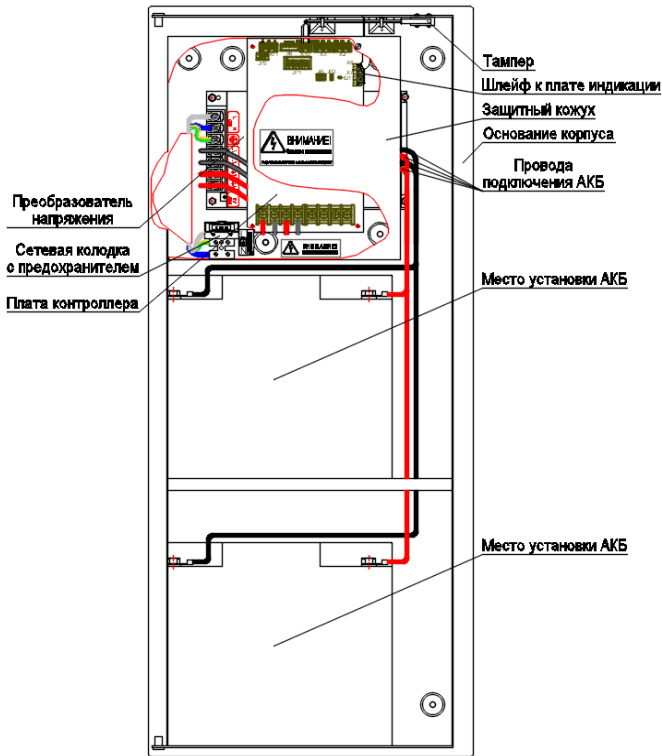 Тампер
Шлейф к плате индикации
Защитный кожух
Основание корпуса
Провода
подключения АКБ
Преобразователь
напряжения
Сетевая колодка
с предохранителем
Плата контроллера
Место установки АКБ
Место установки АКБ
ВНИМАНИЕ!